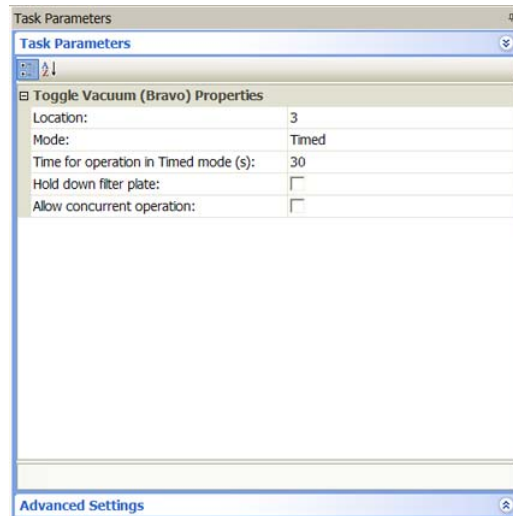 Task Parameters
Task Parameters
Toggle Vacuum (Bravo) Properties
Location: 3
Mode: Timed
Time for operation in Timed mode (s): 30
Hold down filter plate:
Allow concurrent operation:
Advanced Settings